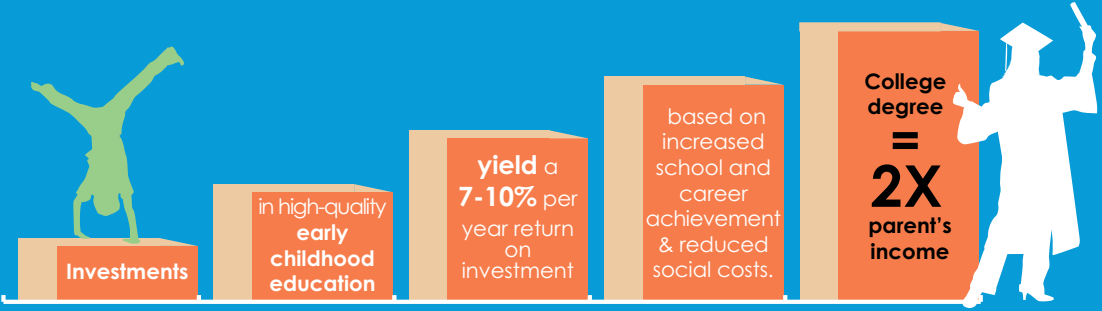 Investments
in high-quality
early
childhood
education
yield a
7-10% per
year return
on
investment
based on
increased
school and
career
achievement
& reduced
social costs.
College
degree
=
2X
parent's
income